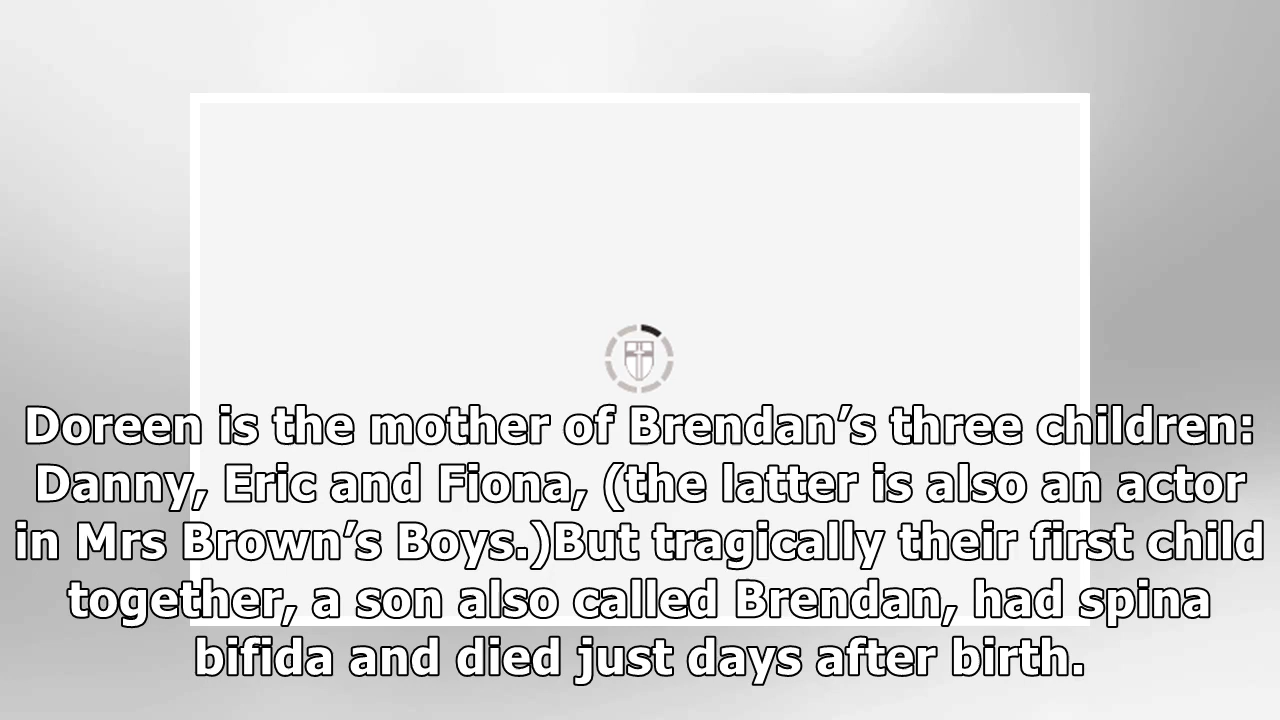 Doreen is the mother of Brendan’s three children:
Danny, Eric and Fiona, (the latter is also an actor
in Mrs Brown’s Boys.)But tragically their first child
together, a son also called Brendan, had spina
bifida and died just days after birth.